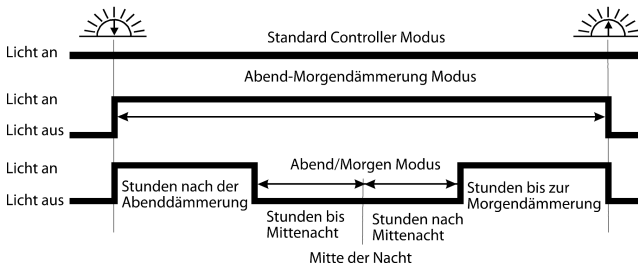 Standard Controller Modus
Licht an
Abend-Morgendämmerung Modus
Licht an
Licht aus
Licht an
Abend/Morgen Modus
Stunden nach der
Abenddämmerung
Stunden bis zur
Morgendämmerung
Licht aus
Stunden bis
Mittenacht
Stunden nach
Mittenacht
Mitte der Nacht